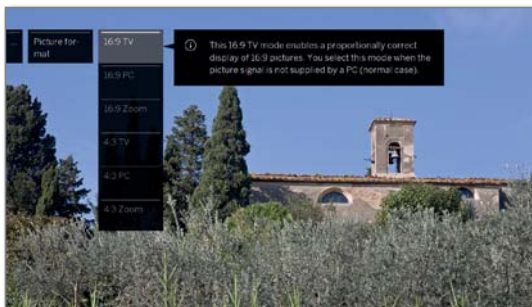 Picture for-
mat
16:9 TV
This 16:9 TV mode enables a proportionally correct
display of 16:9 pictures. You select this mode when the
picture signal is not supplied by a PC (normal case).
16:9 PC
16:9 Zoom
4:3 TV
4:3 PC
4:3 Zoom